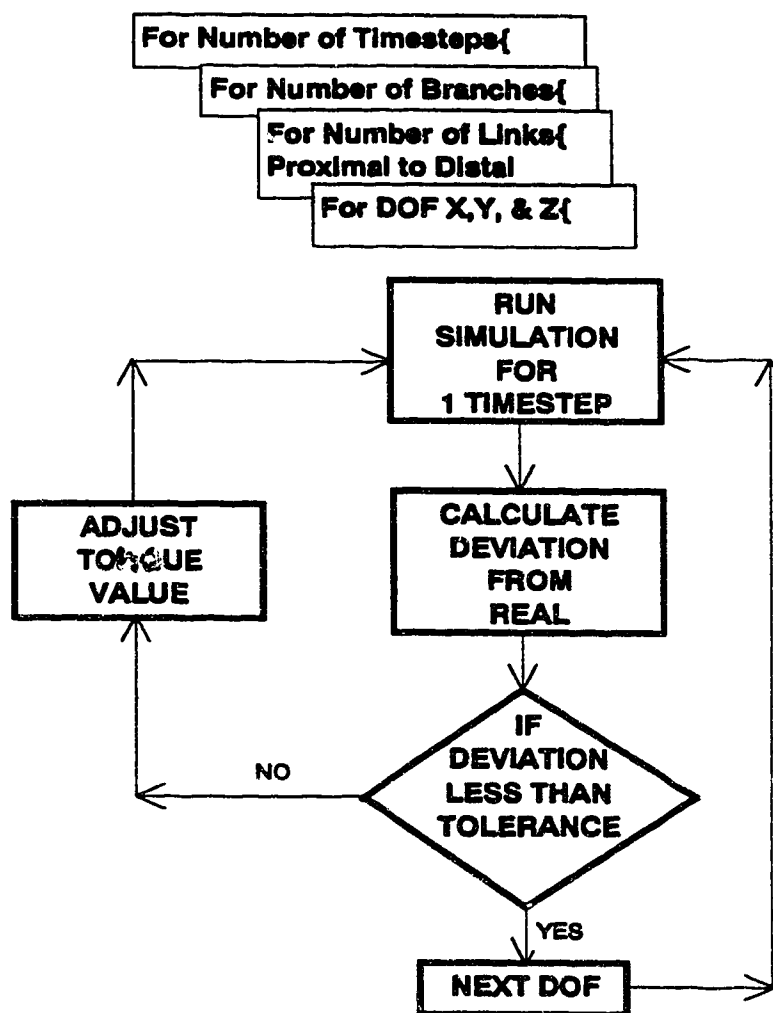 For Number of Timesteps{
For Number of Branches{
For Number of Links{
Proximal to Distal
For DOF X,Y, & Z{
RUN
SIMULATION
FOR
1 TIMESTEP
CALCULATE
DEVIATION
FROM
REAL
ADJUST
TORQUE
VALUE
IF
DEVIATION
LESS THAN
TOLERANCE
NO
YES
NEXT DOF